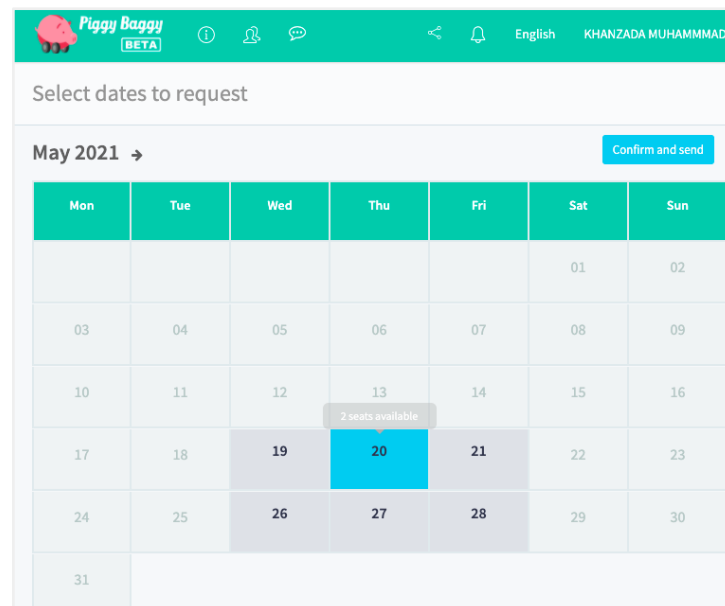 Piggy Baggy
BETA
English KHANZADA MUHAMMMAD
Select dates to request
May 2021
Confirm and send
Mon Tue Wed Thu Fri Sat Sun
01 02
03 04 05 06 07 08 09
10 11 12 13 14 15 16
2 seats available
17 18 19 20 21 22 23
24 25 26 27 28 29 30
31